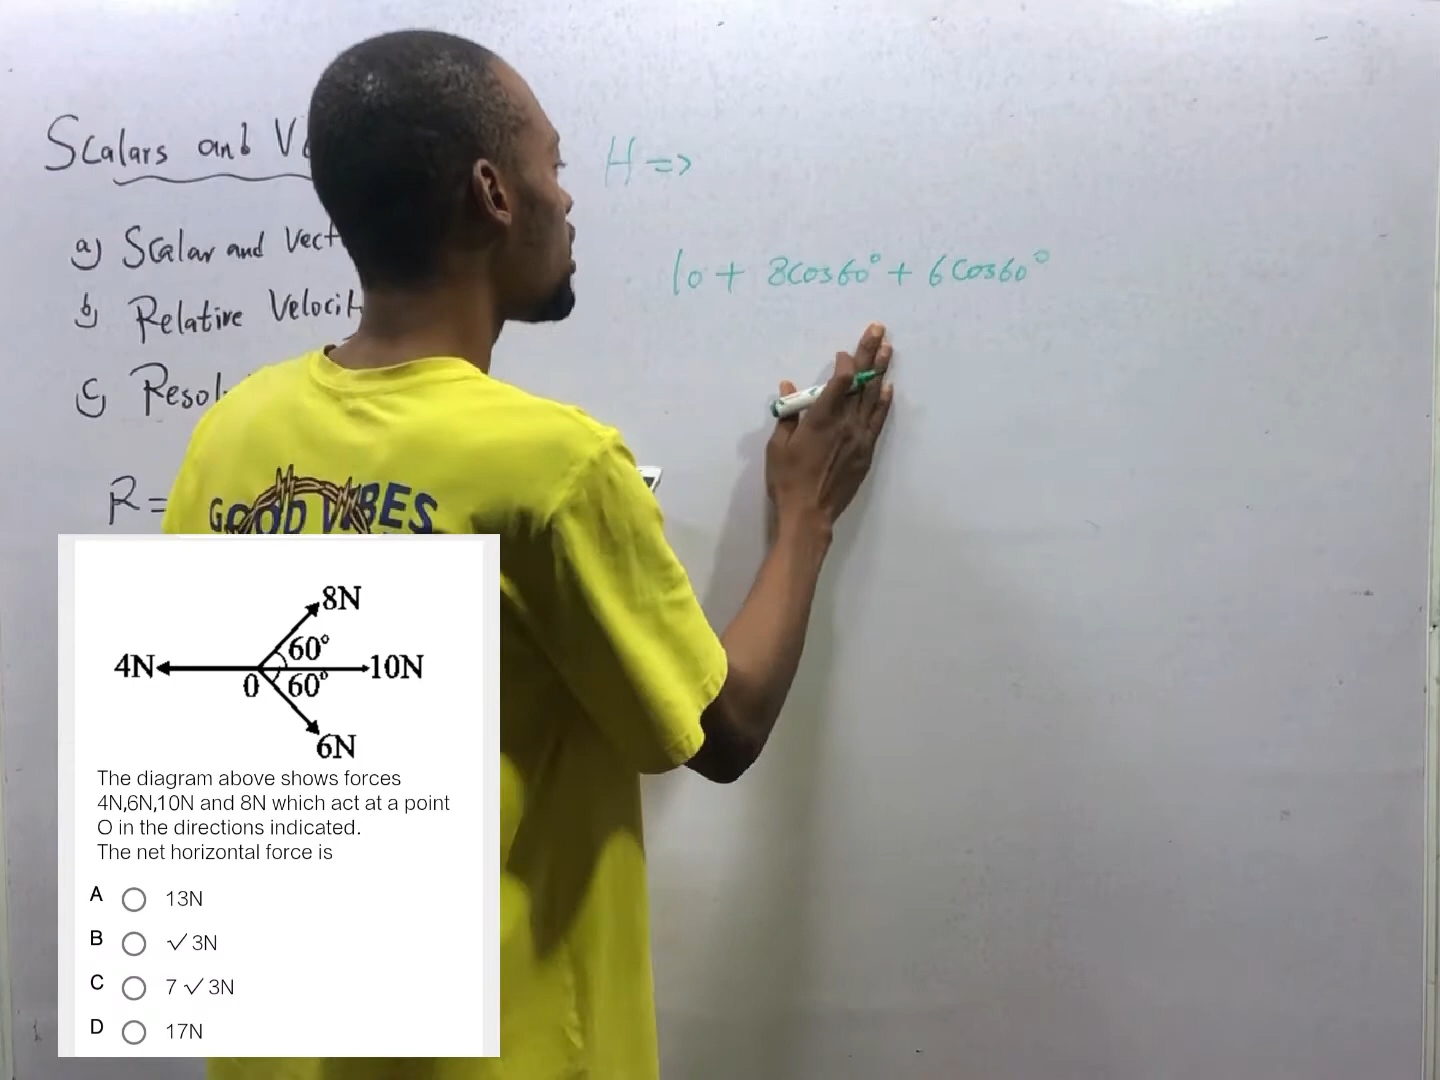 Scalars and
a) Scalar and Vect
b) Relative Velocit
c)
R =
H =>
10 + 8cos60° + 6cos60°
GOOD VIBES
8N
60°
4N
10N
O
60°
6N
The diagram above shows forces
4N,6N,10N and 8N which act at a point
O in the directions indicated.
The net horizontal force is
A 13N
B √3N
C 7√3N
D 17N